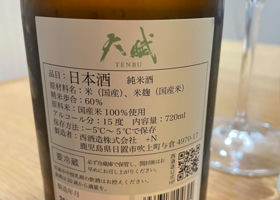 天賦
TENBU
品目：日本酒 純米酒
原材料名：米（国産）、米麹（国産米）
精米歩合：60％
原料米：国産米100％使用
アルコール分：15度 内容量：720ml
保存方法：－5℃～5℃で保存
製造者：西酒造株式会社 －N
鹿児島県日置市吹上町与倉4970-17
要冷蔵
製造年月